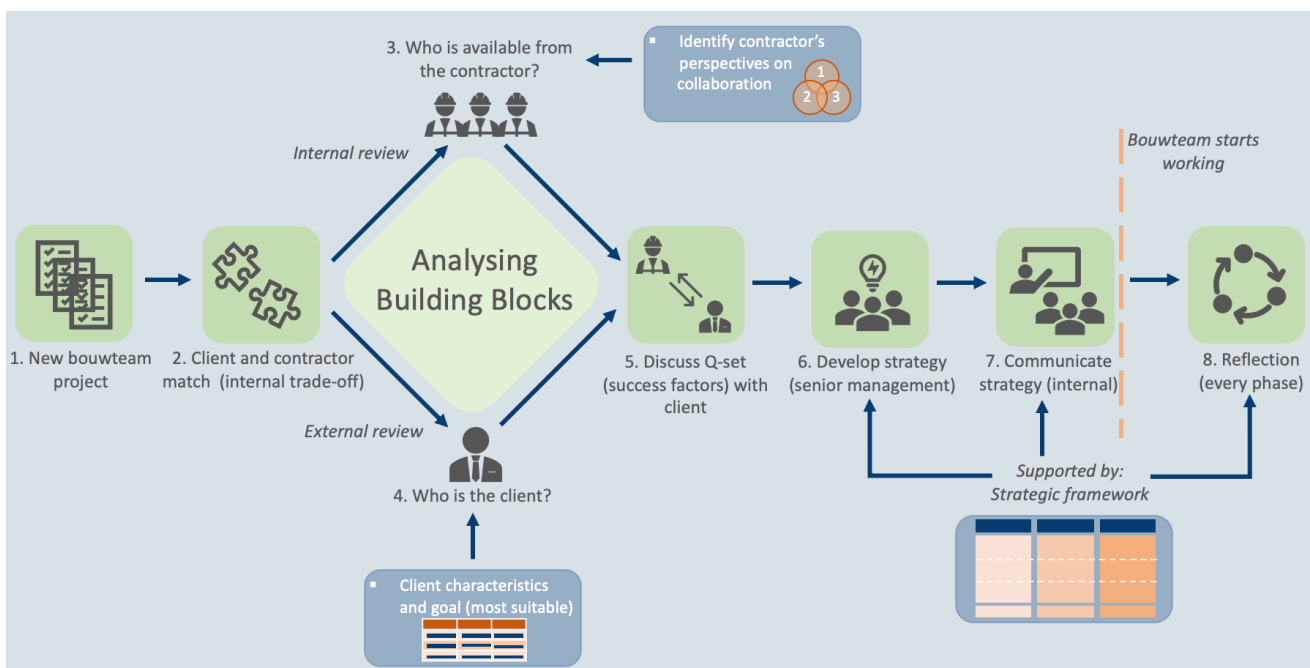 3. Who is available from
the contractor?
▪ Identify contractor's
perspectives on
collaboration
1
2
3
Internal review
Bouwteam starts
working
Analysing
Building Blocks
1. New bouwteam
project
2. Client and contractor
match (internal trade-off)
5. Discuss Q-set
(success factors) with
client
6. Develop strategy
(senior management)
7. Communicate
strategy (internal)
8. Reflection
(every phase)
External review
4. Who is the client?
Supported by:
Strategic framework
▪ Client characteristics
and goal (most suitable)